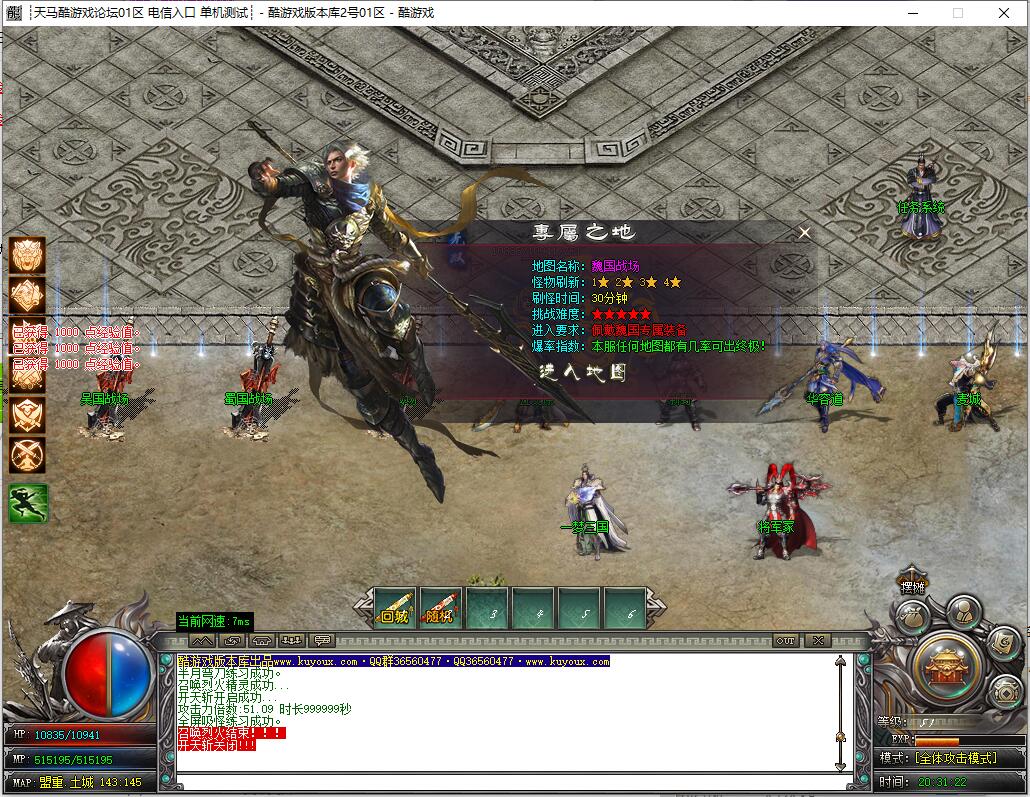 天马酷游戏论坛01区 电信入口 单机测试 - 酷游戏版本库2号01区 - 酷游戏
任务系统
專屬之地
地图名称: 魏国战场
怪物刷新: 1★ 2★ 3★ 4★
刷怪时间: 30分钟
挑战难度: ★★★★★
进入要求: 佩戴魏国专属装备
爆率指数: 本服任何地图都有几率可出终极!
进入地图
已获得 1000 点经验值。
已获得 1000 点经验值。
已获得 1000 点经验值。
吴国战场
蜀国战场
华容道
一梦三国
将军冢
摆摊
回城
随机
3
4
5
6
当前网速:7ms
OUT
酷游戏版本库出品www.kuyoux.com·QQ群36560477·QQ36560477·www.kuyoux.com
半月弯刀练习成功。
召唤烈火精灵成功...
开天斩开启成功...
攻击力倍数:51.09 时长999999秒
全屏吸怪练习成功。
召唤烈火结束!!!!
开天斩关闭!!!
HP: 10835/10941
MP: 515195/515195
MAP: 盟重.土城 143:145
等级: 57
EXP:
模式: [全体攻击模式]
时间: 20:31:22